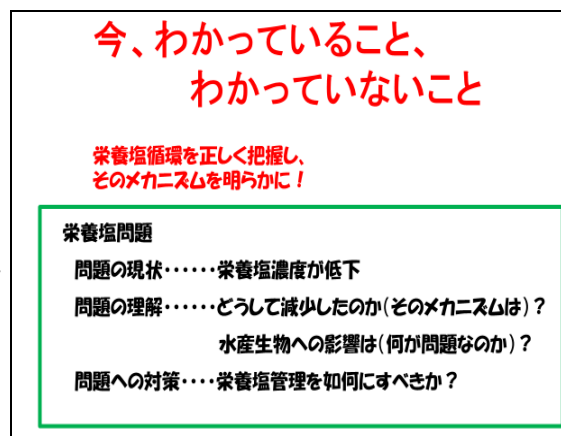 今、わかっていること、
わかっていないこと
栄養塩循環を正しく把握し、
そのメカニズムを明らかに！
栄養塩問題
問題の現状・・・・・・栄養塩濃度が低下
問題の理解・・・・・・どうして減少したのか(そのメカニズムは)？
水産生物への影響は(何が問題なのか)？
問題への対策・・・・栄養塩管理を如何にすべきか？